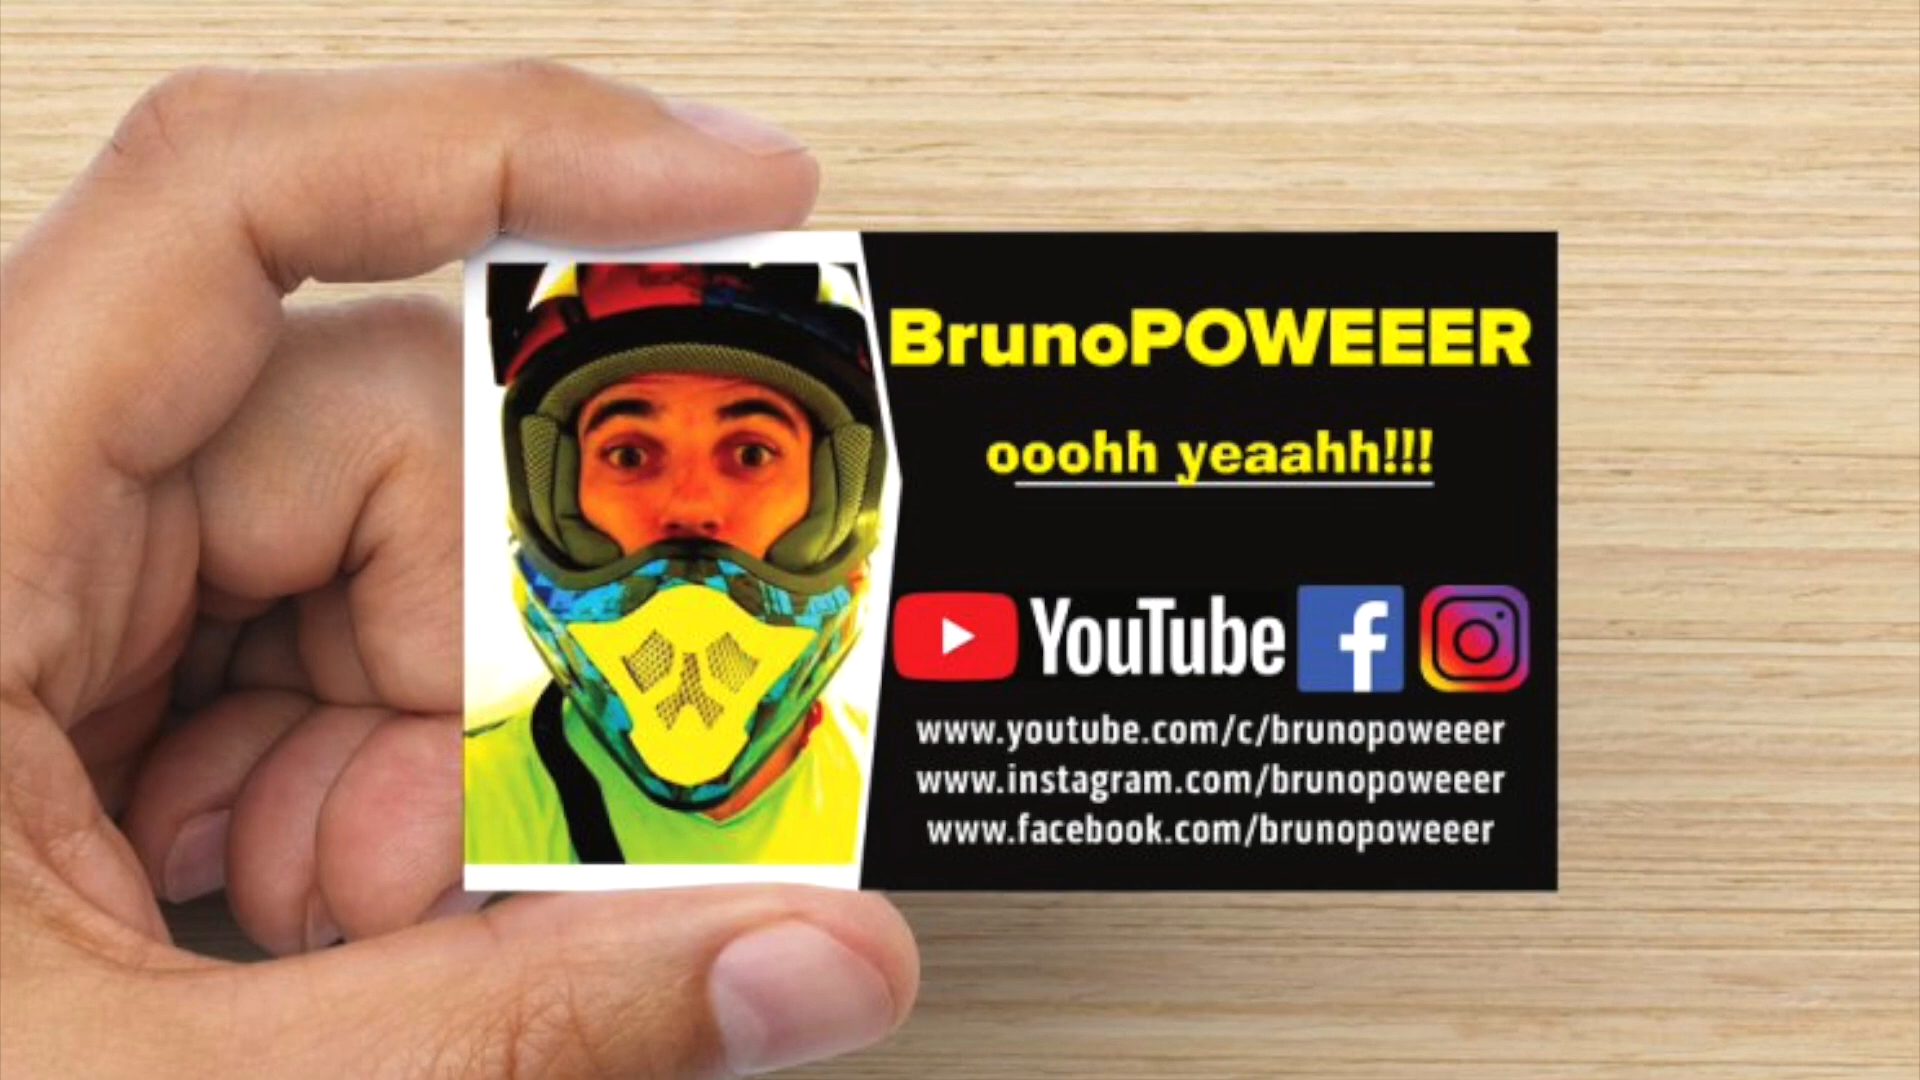 BrunoPOWEEER
ooohh yeaahh!!!
YouTube
www.youtube.com/c/brunopoweeer
www.instagram.com/brunopoweeer
www.facebook.com/brunopoweeer